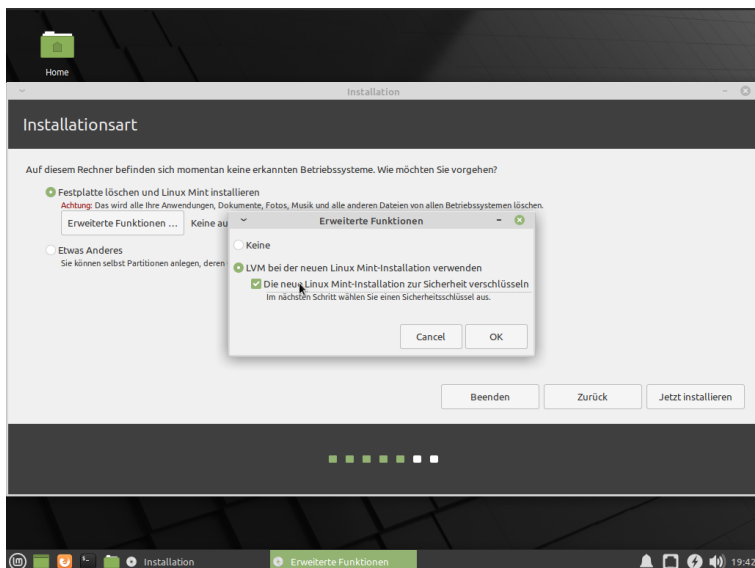 Home
Installation
Installationsart
Auf diesem Rechner befinden sich momentan keine erkannten Betriebssysteme. Wie möchten Sie vorgehen?
Festplatte löschen und Linux Mint installieren
Achtung: Das wird alle Ihre Anwendungen, Dokumente, Fotos, Musik und alle anderen Dateien von allen Betriebssystemen löschen.
Erweiterte Funktionen ... Keine au
Etwas Anderes
Sie können selbst Partitionen anlegen, deren
Erweiterte Funktionen
Keine
LVM bei der neuen Linux Mint-Installation verwenden
Die neue Linux Mint-Installation zur Sicherheit verschlüsseln
Im nächsten Schritt wählen Sie einen Sicherheitsschlüssel aus.
Cancel OK
Beenden Zurück Jetzt installieren
Installation Erweiterte Funktionen 19:42